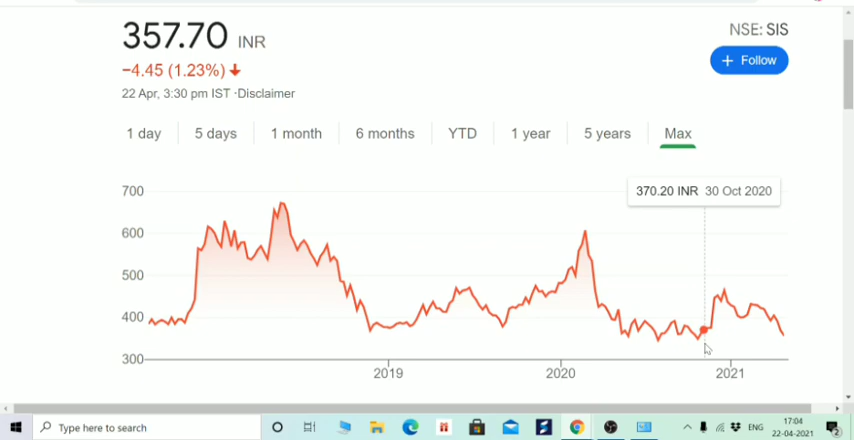 357.70 INR
NSE: SIS
+ Follow
−4.45 (1.23%) ↓
22 Apr, 3:30 pm IST ·Disclaimer
1 day 5 days 1 month 6 months YTD 1 year 5 years Max
370.20 INR 30 Oct 2020
700
600
500
400
300
2019 2020 2021
Type here to search
ENG
17:04
22-04-2021
2